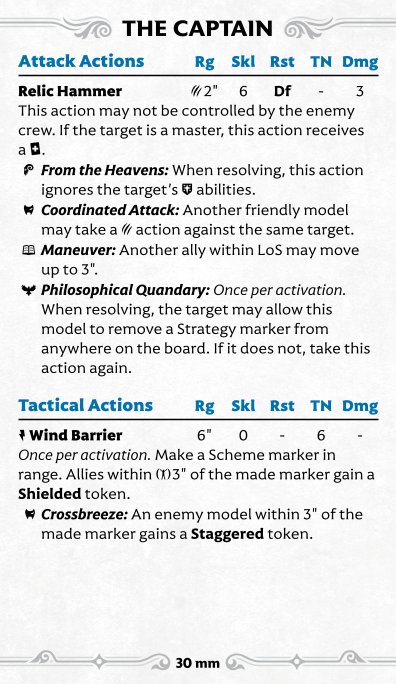 THE CAPTAIN
Attack Actions Rg Skl Rst TN Dmg
Relic Hammer 2" 6 Df - 3
This action may not be controlled by the enemy
crew. If the target is a master, this action receives
a .
From the Heavens: When resolving, this action
ignores the target's abilities.
Coordinated Attack: Another friendly model
may take a action against the same target.
Maneuver: Another ally within LoS may move
up to 3".
Philosophical Quandary: Once per activation.
When resolving, the target may allow this
model to remove a Strategy marker from
anywhere on the board. If it does not, take this
action again.
Tactical Actions Rg Skl Rst TN Dmg
Wind Barrier 6" 0 - 6 -
Once per activation. Make a Scheme marker in
range. Allies within 3" of the made marker gain a
Shielded token.
Crossbreeze: An enemy model within 3" of the
made marker gains a Staggered token.
30 mm